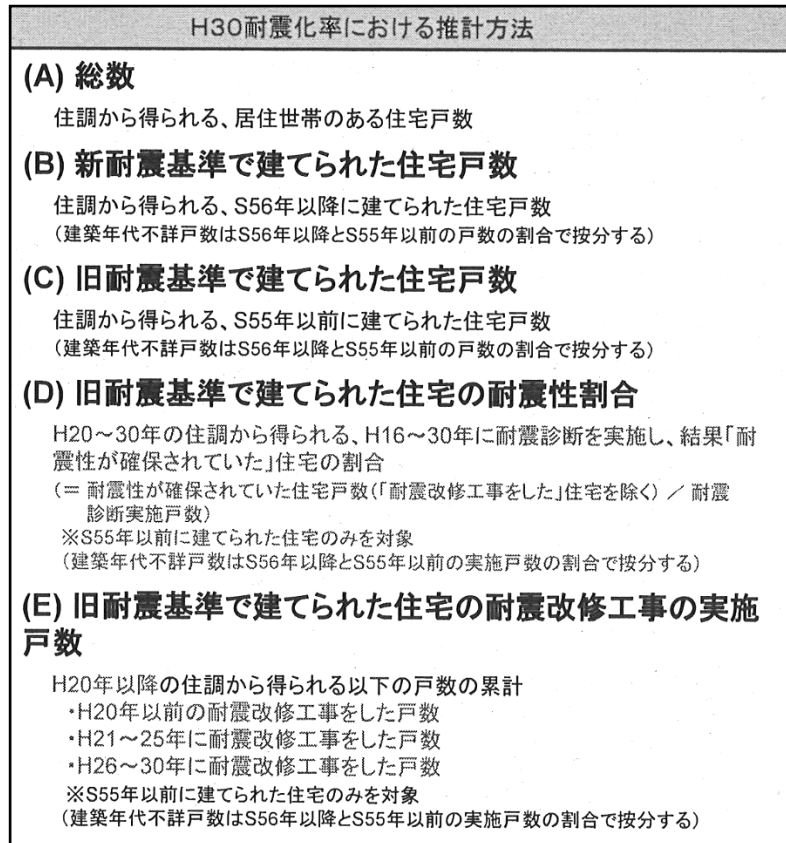 H30耐震化率における推計方法
(A) 総数
住調から得られる、居住世帯のある住宅戸数
(B) 新耐震基準で建てられた住宅戸数
住調から得られる、S56年以降に建てられた住宅戸数
(建築年代不詳戸数はS56年以降とS55年以前の戸数の割合で按分する)
(C) 旧耐震基準で建てられた住宅戸数
住調から得られる、S55年以前に建てられた住宅戸数
(建築年代不詳戸数はS56年以降とS55年以前の戸数の割合で按分する)
(D) 旧耐震基準で建てられた住宅の耐震性割合
H20～30年の住調から得られる、H16～30年に耐震診断を実施し、結果「耐
震性が確保されていた」住宅の割合
(= 耐震性が確保されていた住宅戸数(「耐震改修工事をした」住宅を除く) ／ 耐震
診断実施戸数)
※S55年以前に建てられた住宅のみを対象
(建築年代不詳戸数はS56年以降とS55年以前の実施戸数の割合で按分する)
(E) 旧耐震基準で建てられた住宅の耐震改修工事の実施
戸数
H20年以降の住調から得られる以下の戸数の累計
・H20年以前の耐震改修工事をした戸数
・H21～25年に耐震改修工事をした戸数
・H26～30年に耐震改修工事をした戸数
※S55年以前に建てられた住宅のみを対象
(建築年代不詳戸数はS56年以降とS55年以前の実施戸数の割合で按分する)